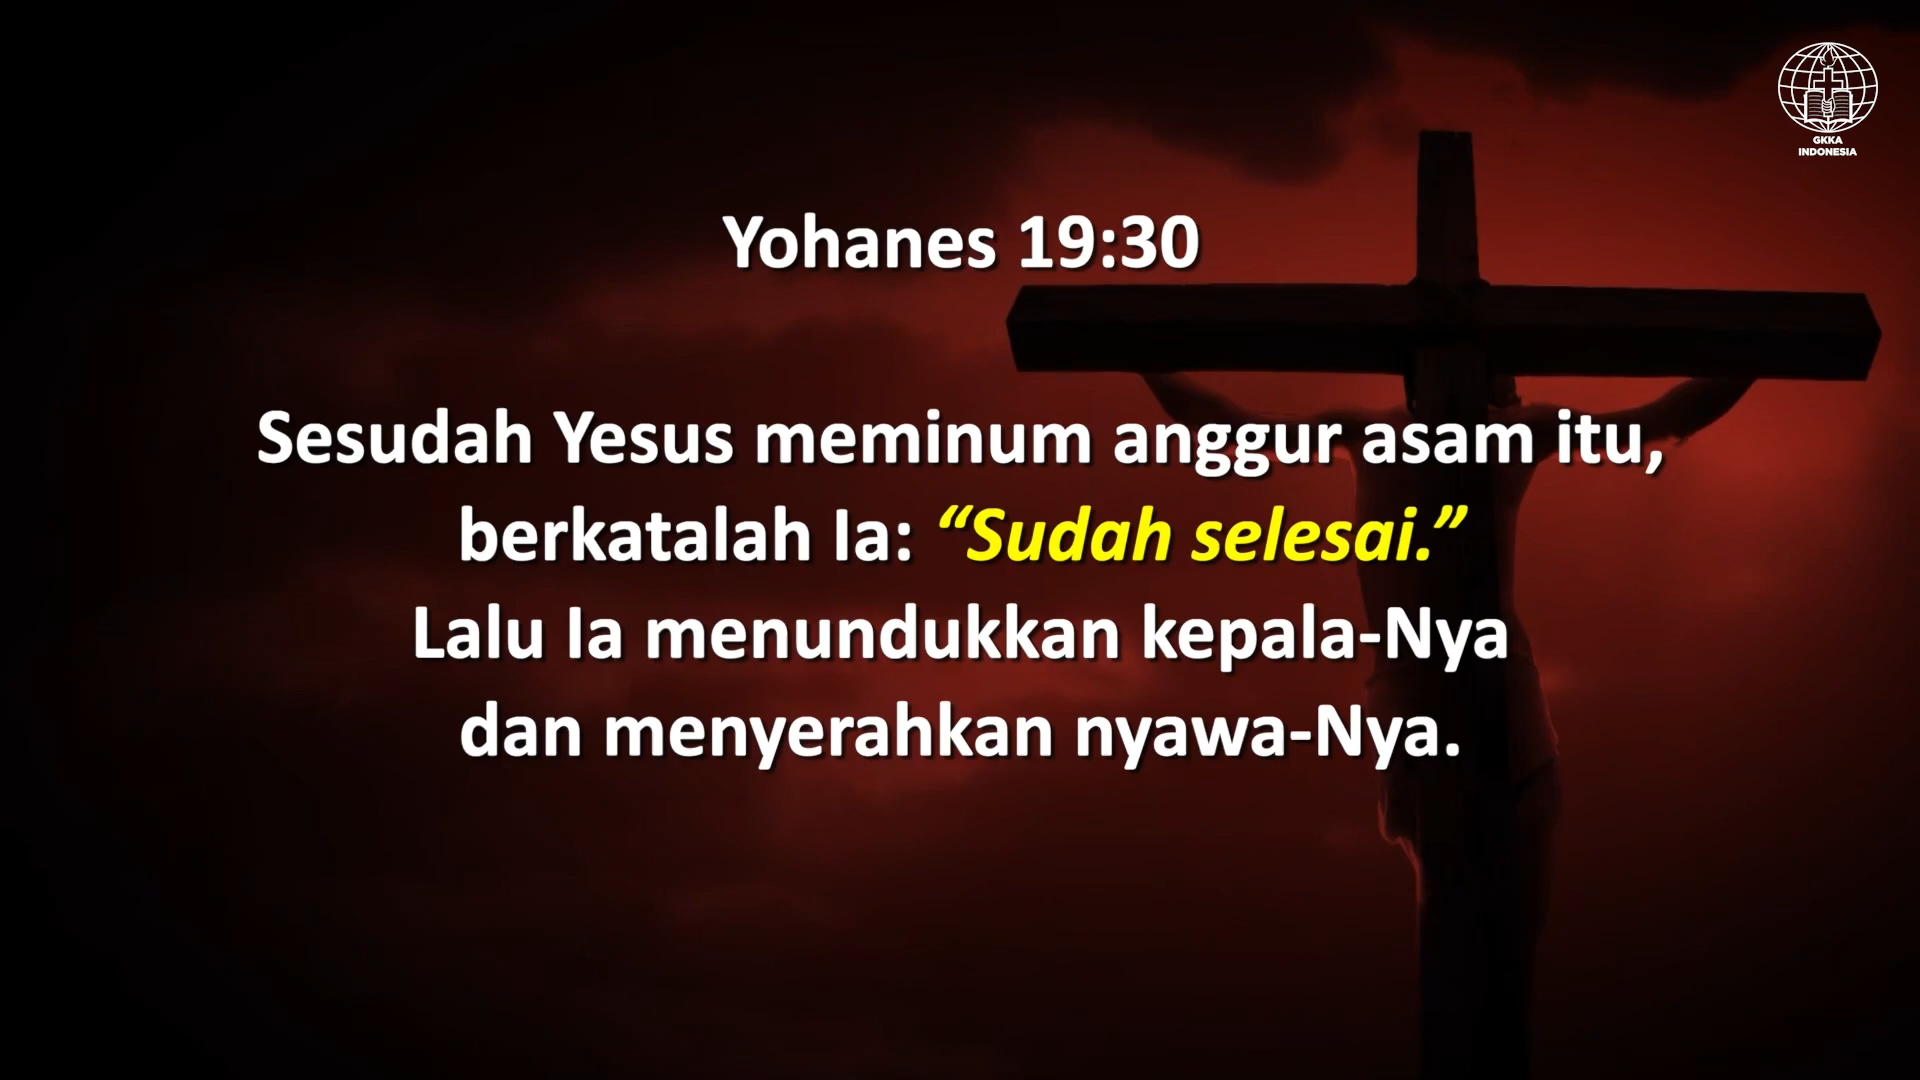 GKKA
INDONESIA
Yohanes 19:30
Sesudah Yesus meminum anggur asam itu,
berkatalah Ia: “Sudah selesai.”
Lalu Ia menundukkan kepala-Nya
dan menyerahkan nyawa-Nya.